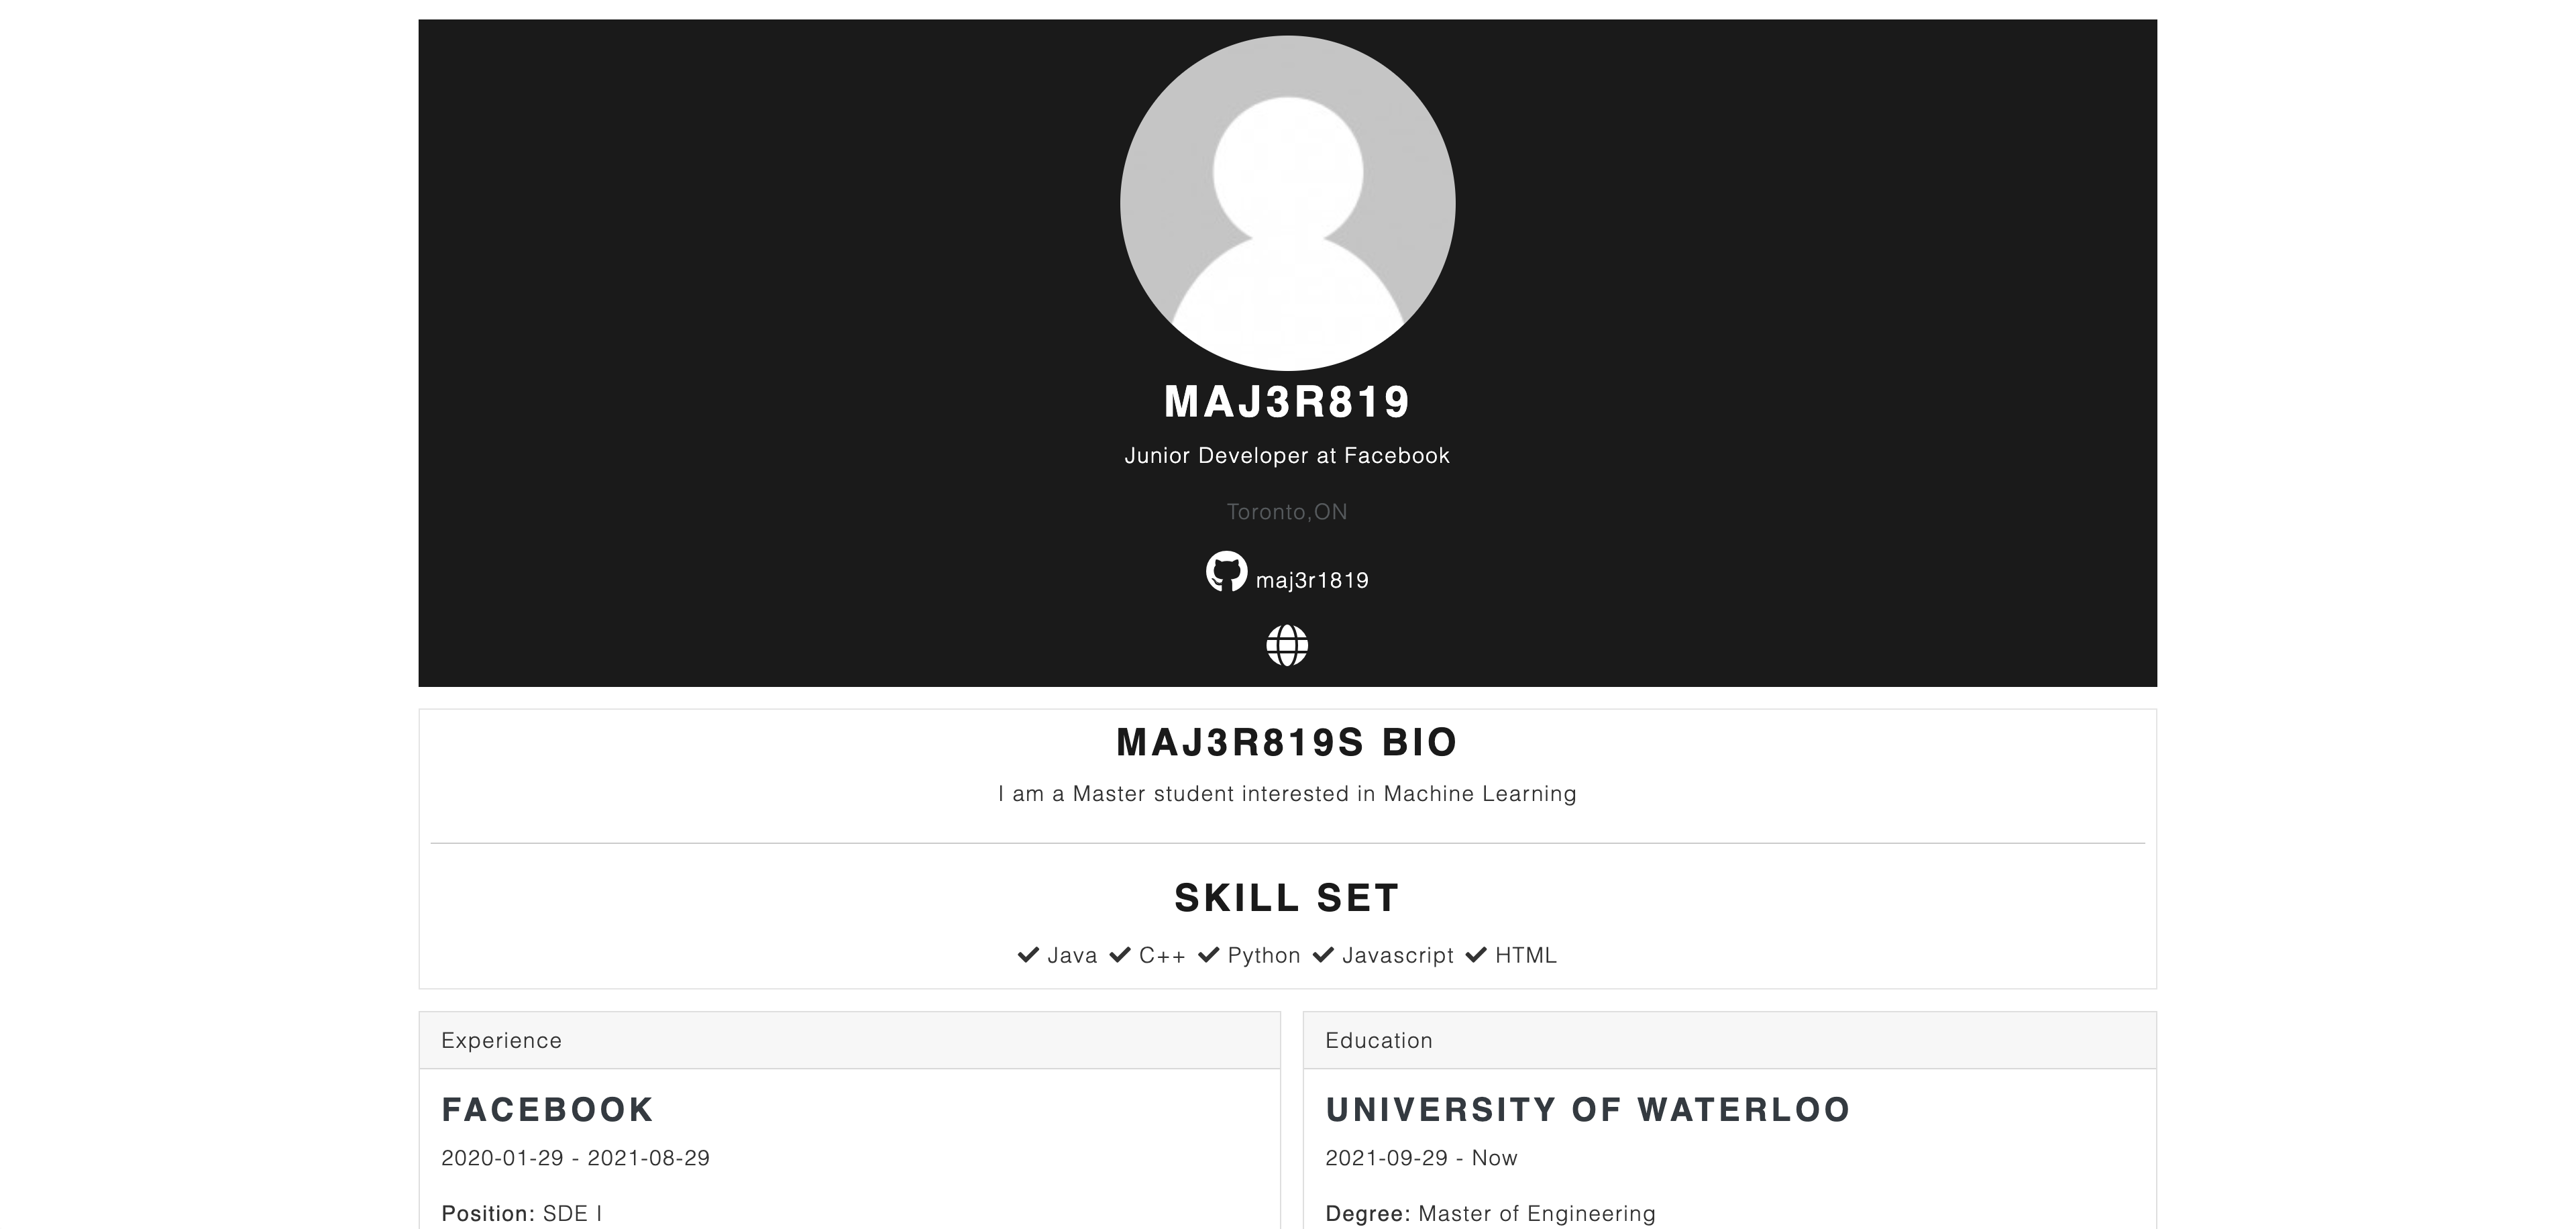 MAJ3R819
Junior Developer at Facebook
Toronto,ON
maj3r1819
MAJ3R819S BIO
I am a Master student interested in Machine Learning
SKILL SET
Java C++ Python Javascript HTML
Experience
FACEBOOK
2020-01-29 - 2021-08-29
Position: SDE I
Education
UNIVERSITY OF WATERLOO
2021-09-29 - Now
Degree: Master of Engineering